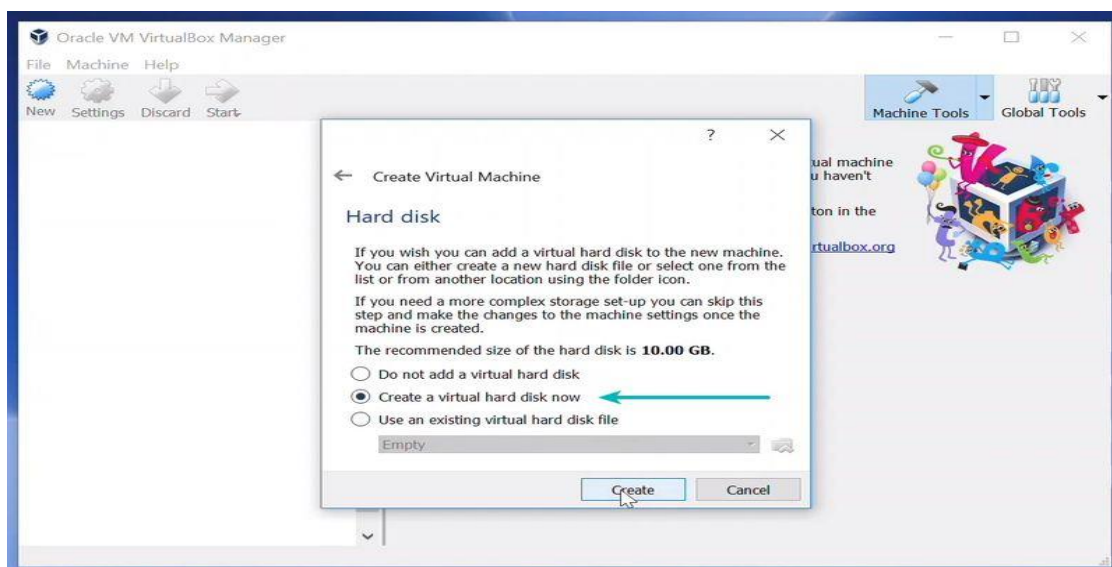 Oracle VM VirtualBox Manager
File Machine Help
New Settings Discard Start
Machine Tools Global Tools
?
Create Virtual Machine
Hard disk
If you wish you can add a virtual hard disk to the new machine.
You can either create a new hard disk file or select one from the
list or from another location using the folder icon.
If you need a more complex storage set-up you can skip this
step and make the changes to the machine settings once the
machine is created.
The recommended size of the hard disk is 10.00 GB.
Do not add a virtual hard disk
Create a virtual hard disk now
Use an existing virtual hard disk file
Empty
Create Cancel
ual machine
u haven't
ton in the
rtualbox.org